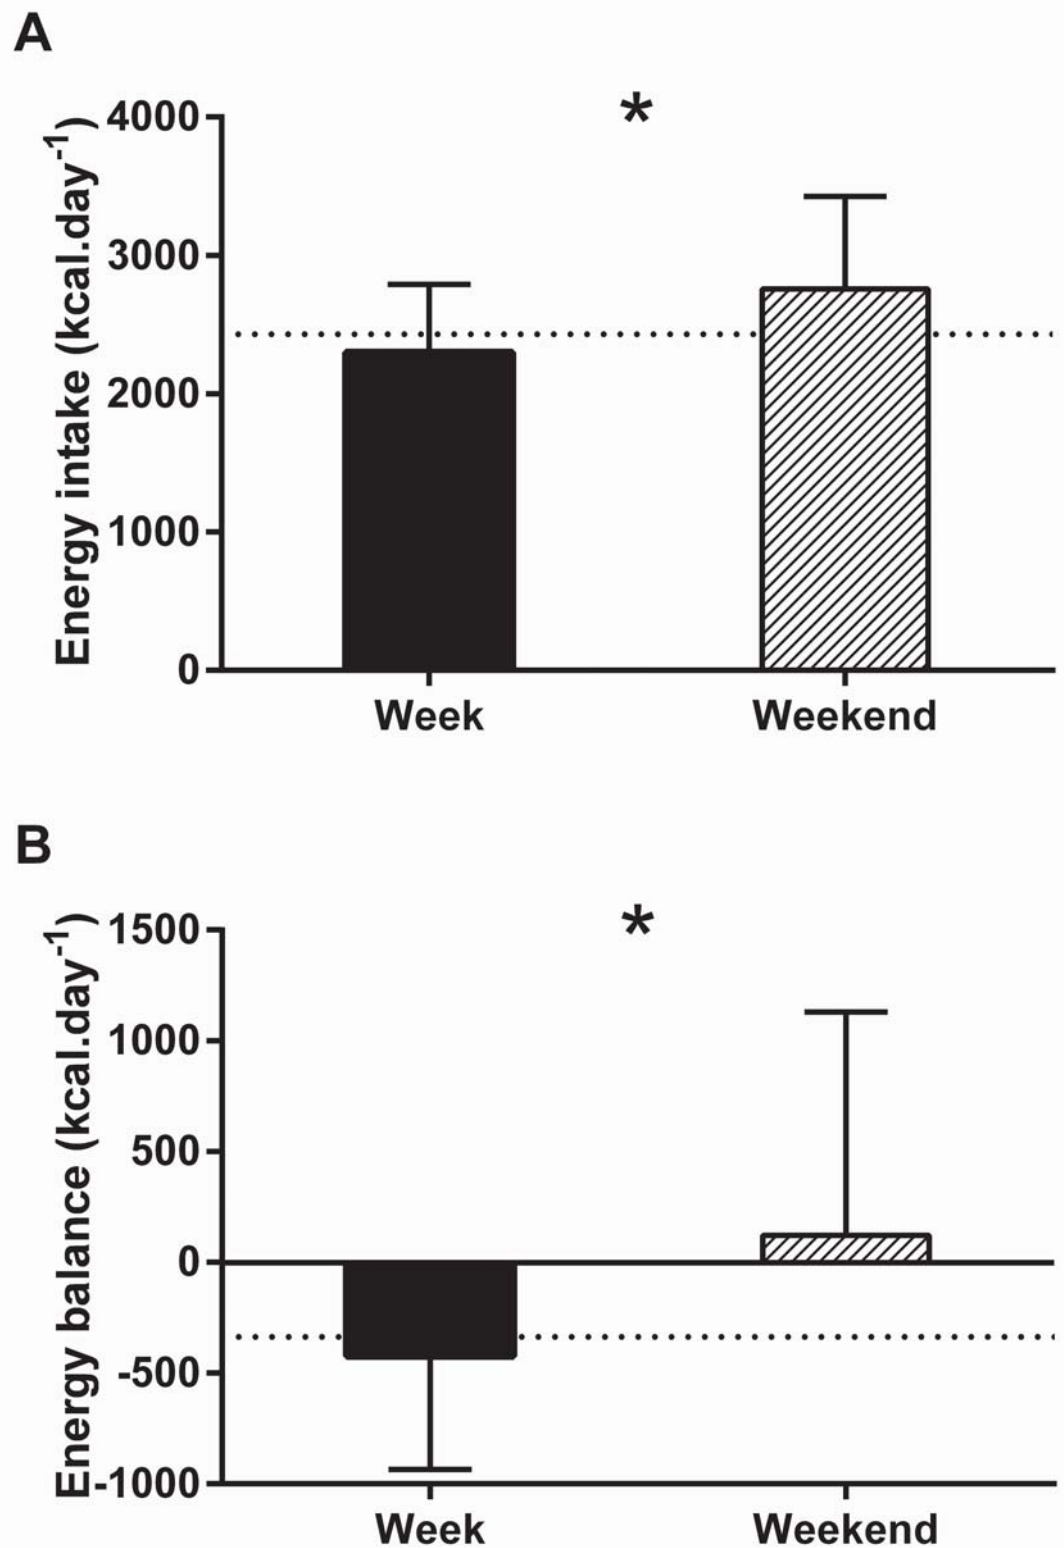 A
*
Energy intake (kcal.day⁻¹)
4000
3000
2000
1000
0
Week Weekend
B
*
Energy balance (kcal.day⁻¹)
1500
1000
500
0
-500
-1000
Week Weekend